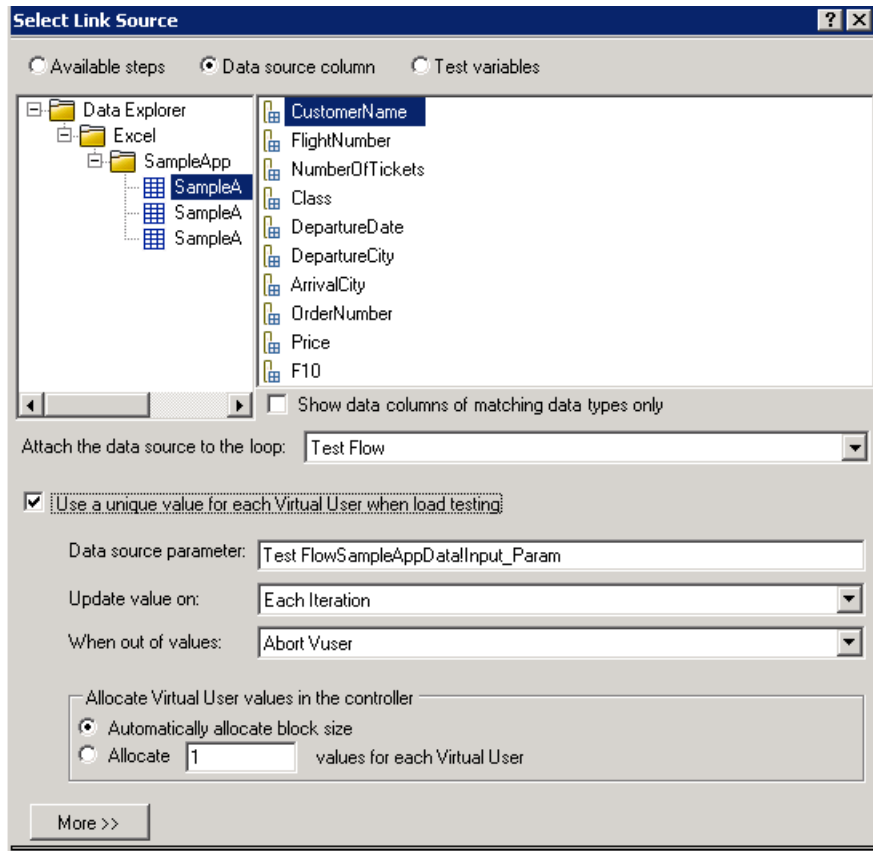 Select Link Source
Available steps Data source column Test variables
Data Explorer
Excel
SampleApp
SampleA
SampleA
SampleA
CustomerName
FlightNumber
NumberOfTickets
Class
DepartureDate
DepartureCity
ArrivalCity
OrderNumber
Price
F10
Show data columns of matching data types only
Attach the data source to the loop: Test Flow
Use a unique value for each Virtual User when load testing
Data source parameter: Test FlowSampleAppData!Input_Param
Update value on: Each Iteration
When out of values: Abort Vuser
Allocate Virtual User values in the controller
Automatically allocate block size
Allocate 1 values for each Virtual User
More >>